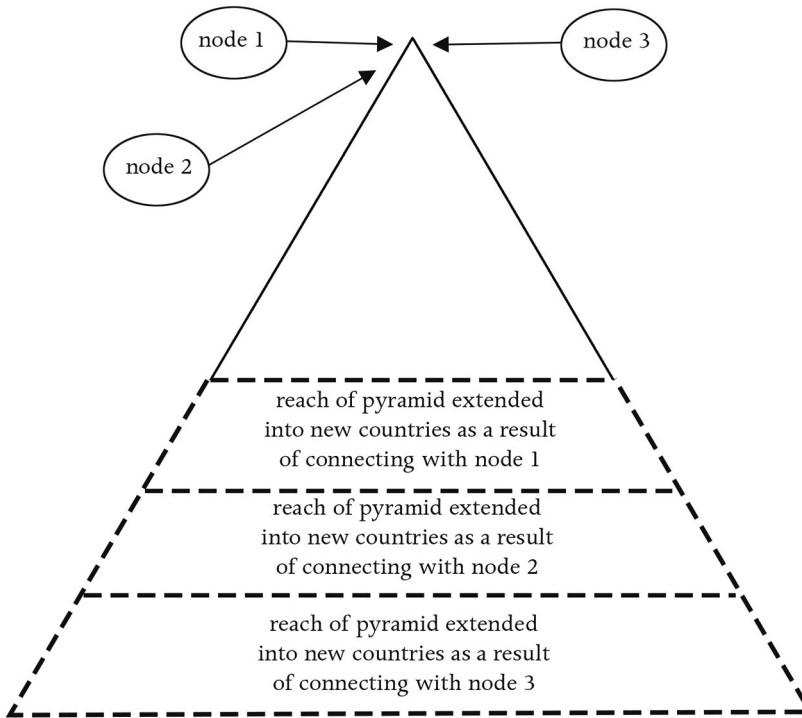 node 1
node 3
node 2
reach of pyramid extended
into new countries as a result
of connecting with node 1
reach of pyramid extended
into new countries as a result
of connecting with node 2
reach of pyramid extended
into new countries as a result
of connecting with node 3